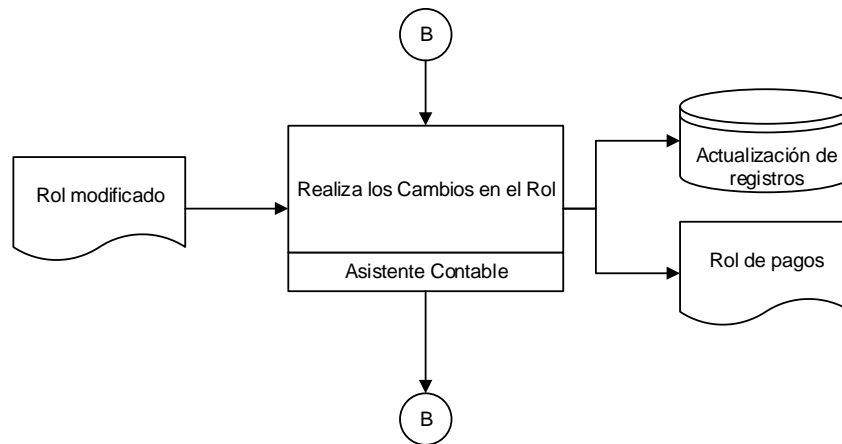 B
Rol modificado
Realiza los Cambios en el Rol
Asistente Contable
Actualización de
registros
Rol de pagos
B